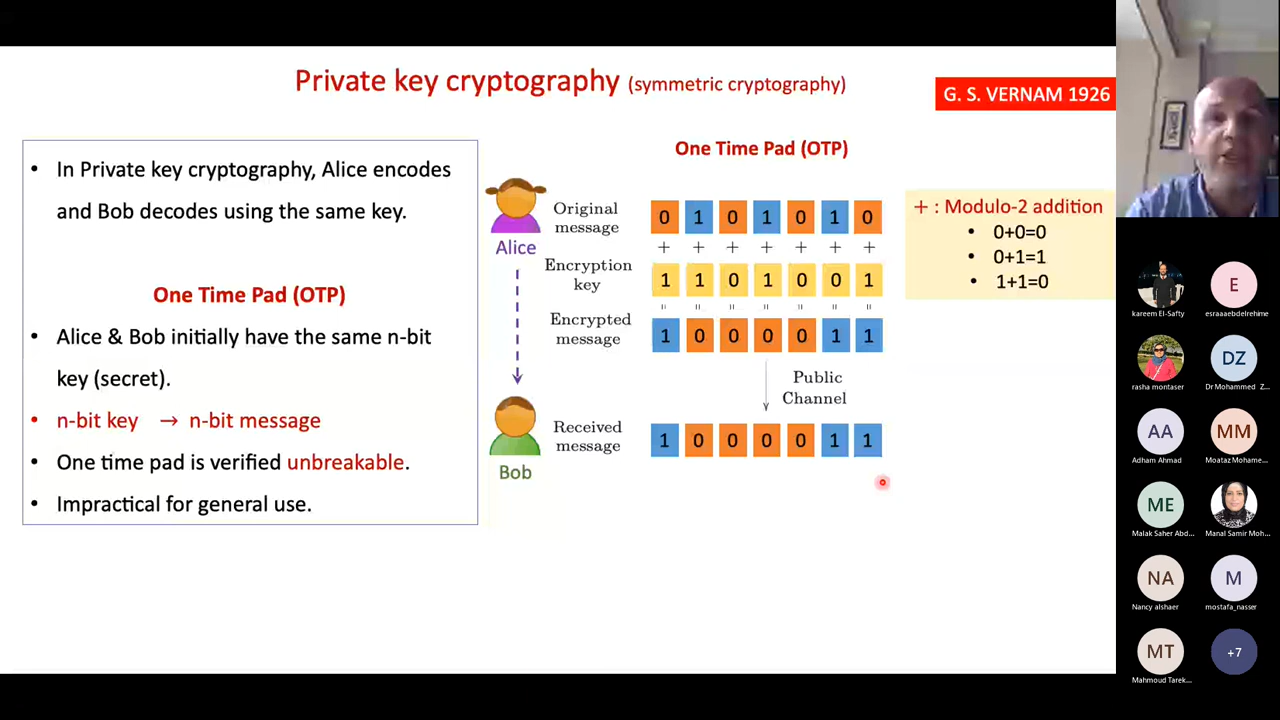 Private key cryptography (symmetric cryptography)
G. S. VERNAM 1926
• In Private key cryptography, Alice encodes
and Bob decodes using the same key.
One Time Pad (OTP)
• Alice & Bob initially have the same n-bit
key (secret).
• n-bit key → n-bit message
• One time pad is verified unbreakable.
• Impractical for general use.
One Time Pad (OTP)
Alice
Original
message
0 1 0 1 0 1 0
+ + + + + + +
Encryption
key
1 1 0 1 0 0 1
= = = = = = =
Encrypted
message
1 0 0 0 0 1 1
Public
Channel
Bob
Received
message
1 0 0 0 0 1 1
+ : Modulo-2 addition
• 0+0=0
• 0+1=1
• 1+1=0
kareem El-Safty
E
esraaabdelrehime
rasha montaser
DZ
Dr Mohammed Z...
AA
Adham Ahmad
MM
Moataz Mohame...
ME
Malak Saher Abd...
Manal Samir Moh...
NA
Nancy alshaer
M
mostafa_nasser
MT
Mahmoud Tarek...
+7